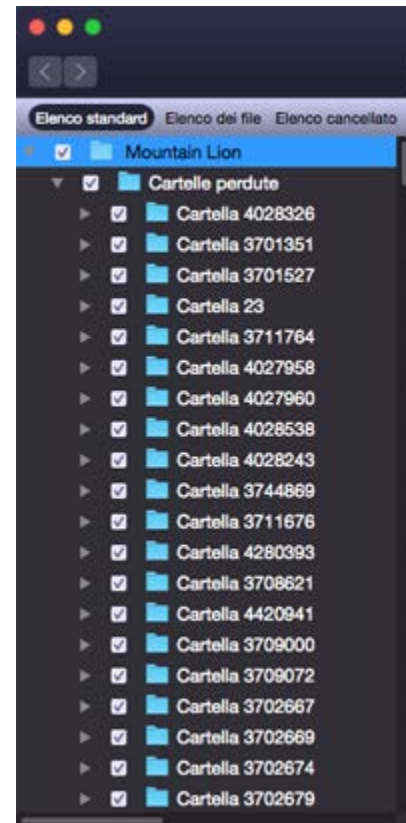 Elenco standard Elenco dei file Elenco cancellato
Mountain Lion
Cartelle perdute
Cartella 4028326
Cartella 3701351
Cartella 3701527
Cartella 23
Cartella 3711764
Cartella 4027958
Cartella 4027960
Cartella 4028538
Cartella 4028243
Cartella 3744869
Cartella 3711676
Cartella 4280393
Cartella 3708621
Cartella 4420941
Cartella 3709000
Cartella 3709072
Cartella 3702667
Cartella 3702669
Cartella 3702674
Cartella 3702679